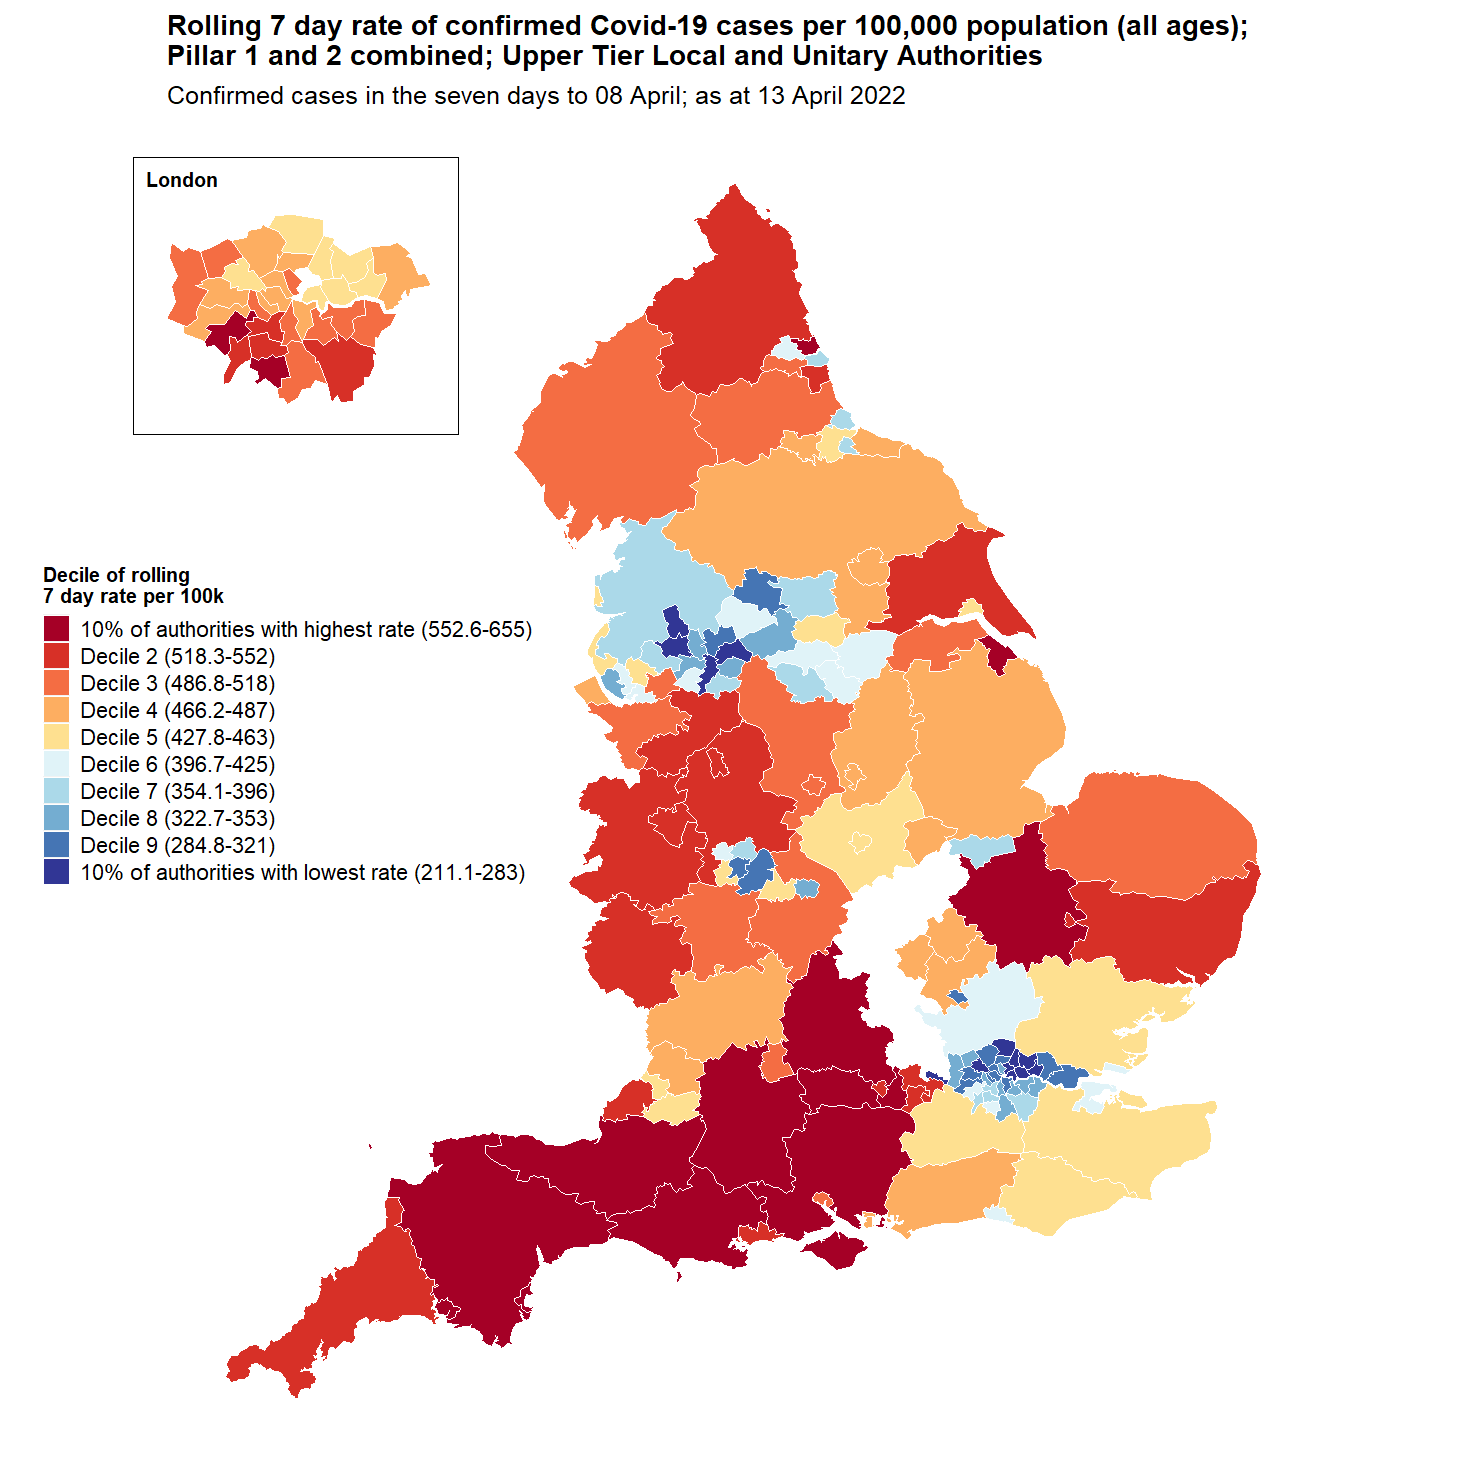 Rolling 7 day rate of confirmed Covid-19 cases per 100,000 population (all ages);
Pillar 1 and 2 combined; Upper Tier Local and Unitary Authorities
Confirmed cases in the seven days to 08 April; as at 13 April 2022
London
Decile of rolling
7 day rate per 100k
10% of authorities with highest rate (552.6-655)
Decile 2 (518.3-552)
Decile 3 (486.8-518)
Decile 4 (466.2-487)
Decile 5 (427.8-463)
Decile 6 (396.7-425)
Decile 7 (354.1-396)
Decile 8 (322.7-353)
Decile 9 (284.8-321)
10% of authorities with lowest rate (211.1-283)